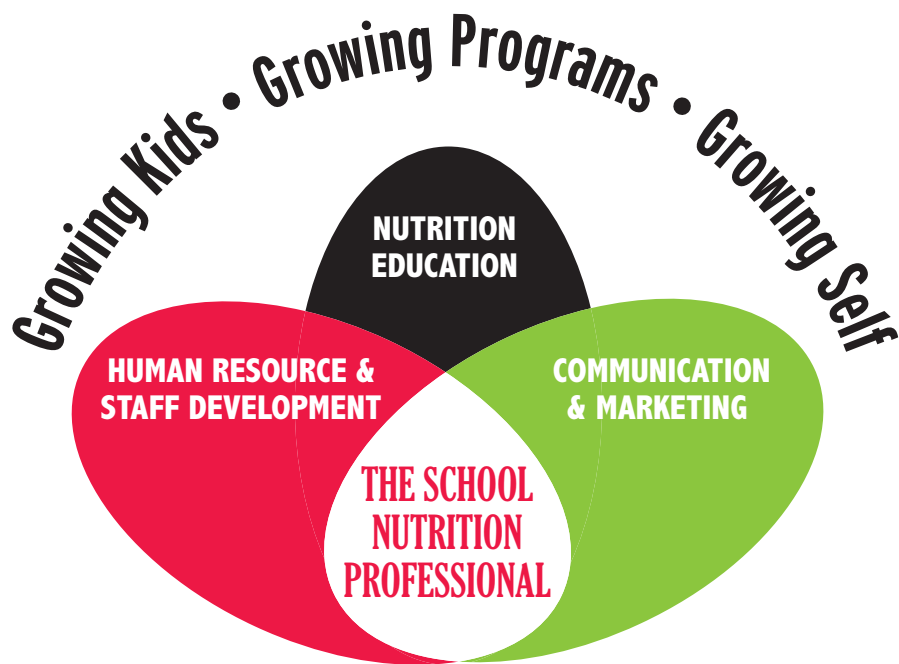 Growing Kids • Growing Programs • Growing Self
NUTRITION
EDUCATION
HUMAN RESOURCE &
STAFF DEVELOPMENT
COMMUNICATION
& MARKETING
THE SCHOOL
NUTRITION
PROFESSIONAL